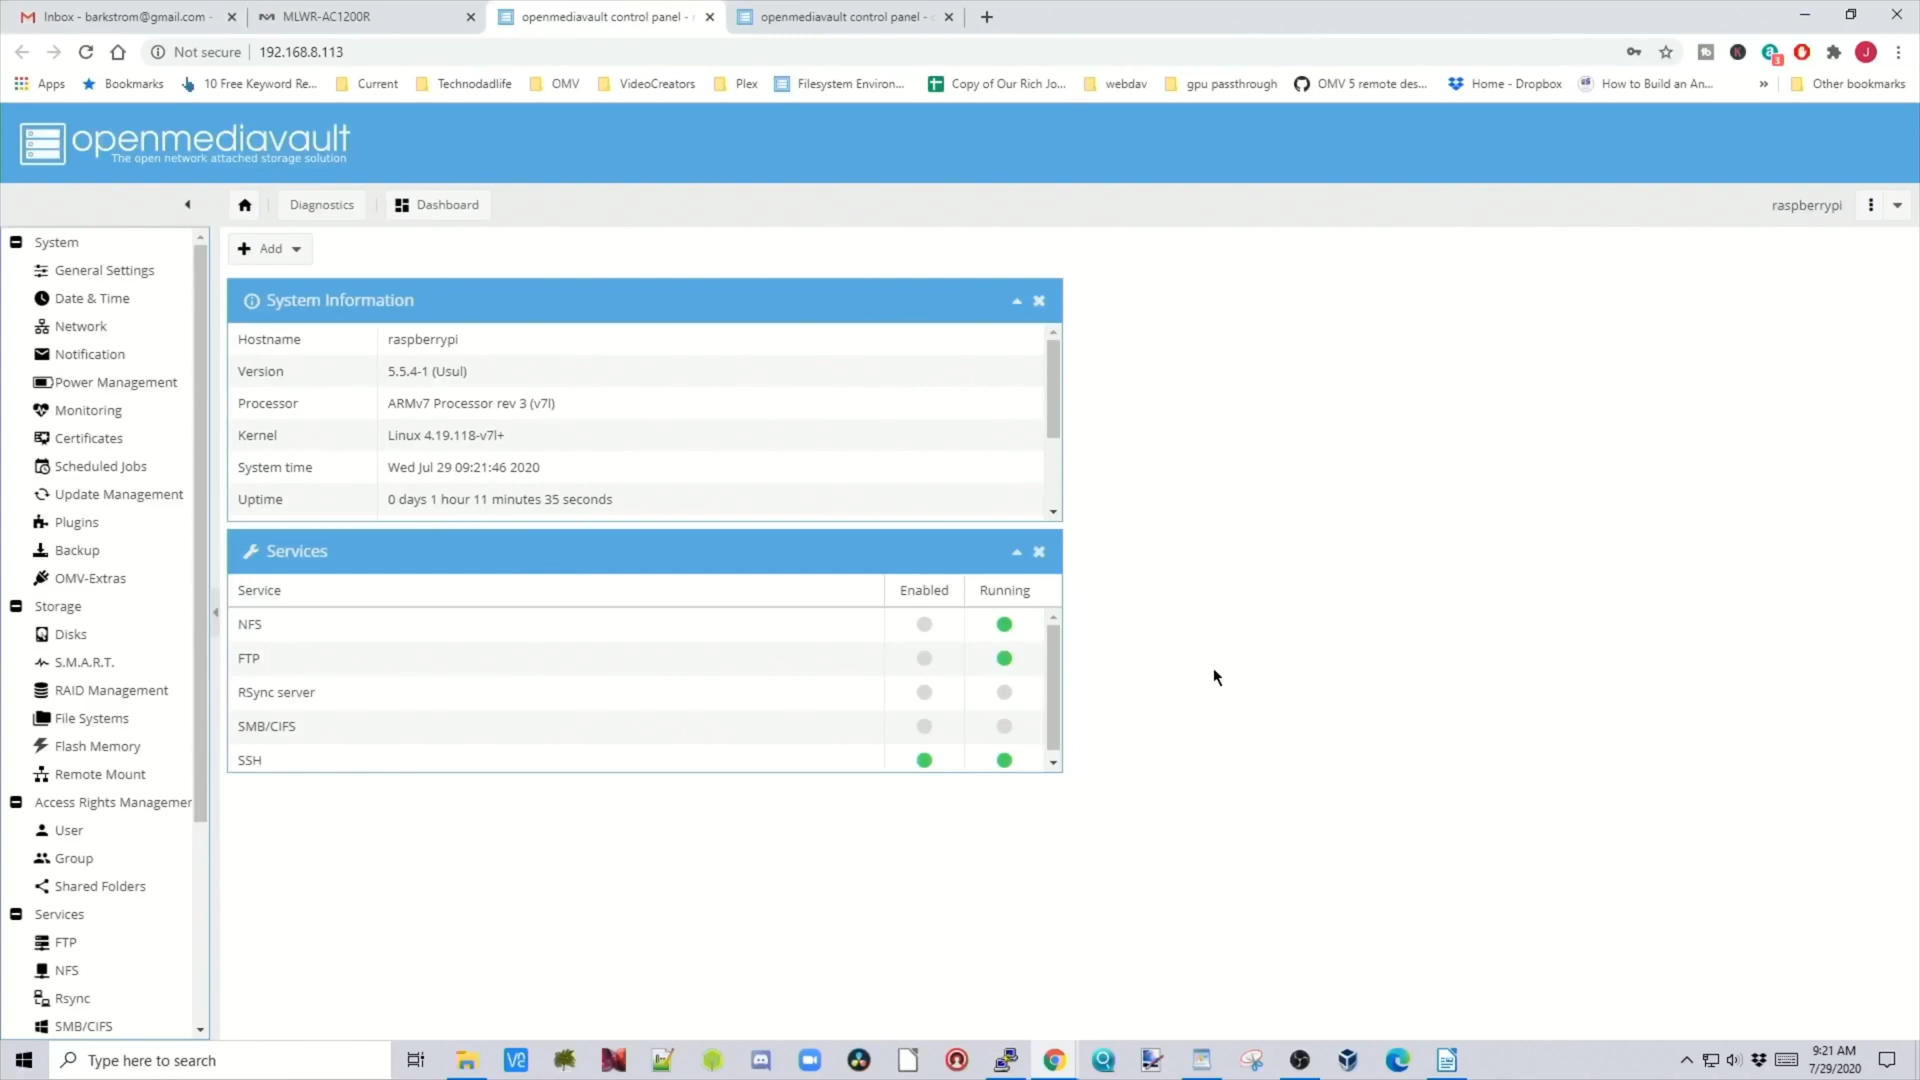 Inbox - barkstrom@gmail.com -
MLWR-AC1200R
openmediavault control panel -
openmediavault control panel -
Not secure
192.168.8.113
Apps
Bookmarks
10 Free Keyword Re...
Current
Technodadlife
OMV
VideoCreators
Plex
Filesystem Environ...
Copy of Our Rich Jo...
webdav
gpu passthrough
OMV 5 remote des...
Home - Dropbox
How to Build an An...
»
Other bookmarks
openmediavault
The open network attached storage solution
Diagnostics
Dashboard
raspberrypi
System
General Settings
Date & Time
Network
Notification
Power Management
Monitoring
Certificates
Scheduled Jobs
Update Management
Plugins
Backup
OMV-Extras
Storage
Disks
S.M.A.R.T.
RAID Management
File Systems
Flash Memory
Remote Mount
Access Rights Managemer
User
Group
Shared Folders
Services
FTP
NFS
Rsync
SMB/CIFS
Add
System Information
Hostname raspberrypi
Version 5.5.4-1 (Usul)
Processor ARMv7 Processor rev 3 (v7l)
Kernel Linux 4.19.118-v7l+
System time Wed Jul 29 09:21:46 2020
Uptime 0 days 1 hour 11 minutes 35 seconds
Services
Service Enabled Running
NFS
FTP
RSync server
SMB/CIFS
SSH
Type here to search
9:21 AM
7/29/2020